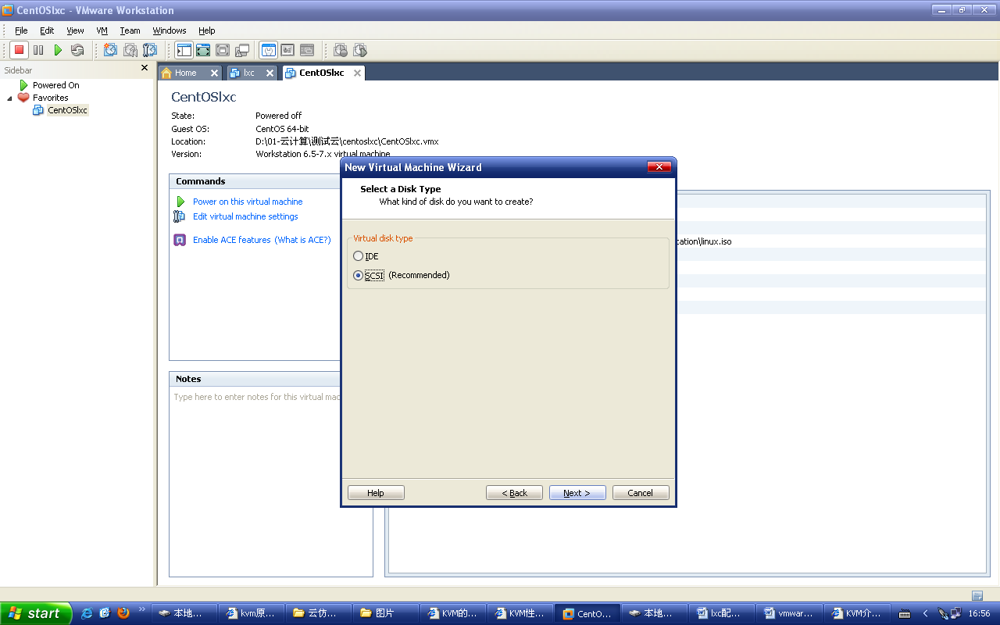 CentOSlxc - VMware Workstation
File Edit View VM Team Windows Help
Sidebar
Powered On
Favorites
CentOSlxc
Home lxc CentOSlxc
CentOSlxc
State: Powered off
Guest OS: CentOS 64-bit
Location: D:\01-云计算\测试云\centoslxc\CentOSlxc.vmx
Version: Workstation 6.5-7.x virtual machine
Commands
Power on this virtual machine
Edit virtual machine settings
Enable ACE features (What is ACE?)
Notes
Type here to enter notes for this virtual mac
ation\linux.iso
New Virtual Machine Wizard
Select a Disk Type
What kind of disk do you want to create?
Virtual disk type
IDE
SCSI (Recommended)
Help < Back Next > Cancel
start 本地... kvm原... 云仿... 图片 KVM的... KVM性... CentO... 本地... lxc配... vmwar... KVM介... 16:56